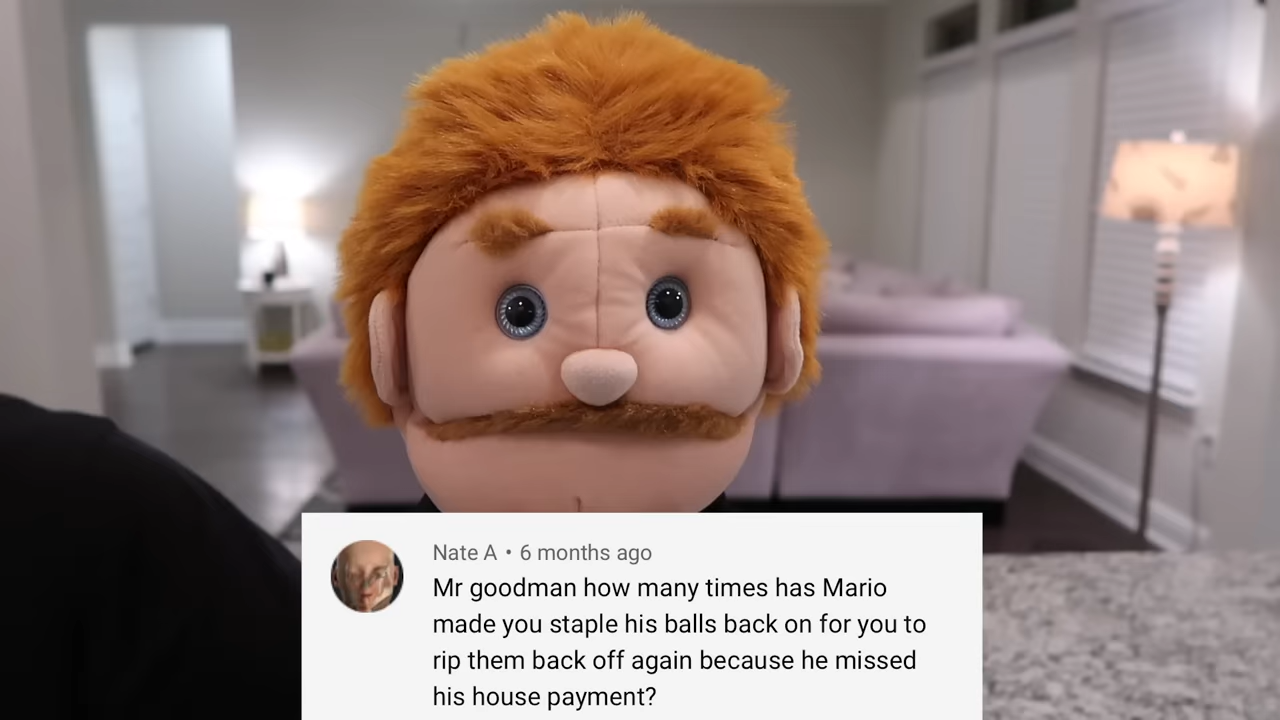 Nate A • 6 months ago
Mr goodman how many times has Mario
made you staple his balls back on for you to
rip them back off again because he missed
his house payment?